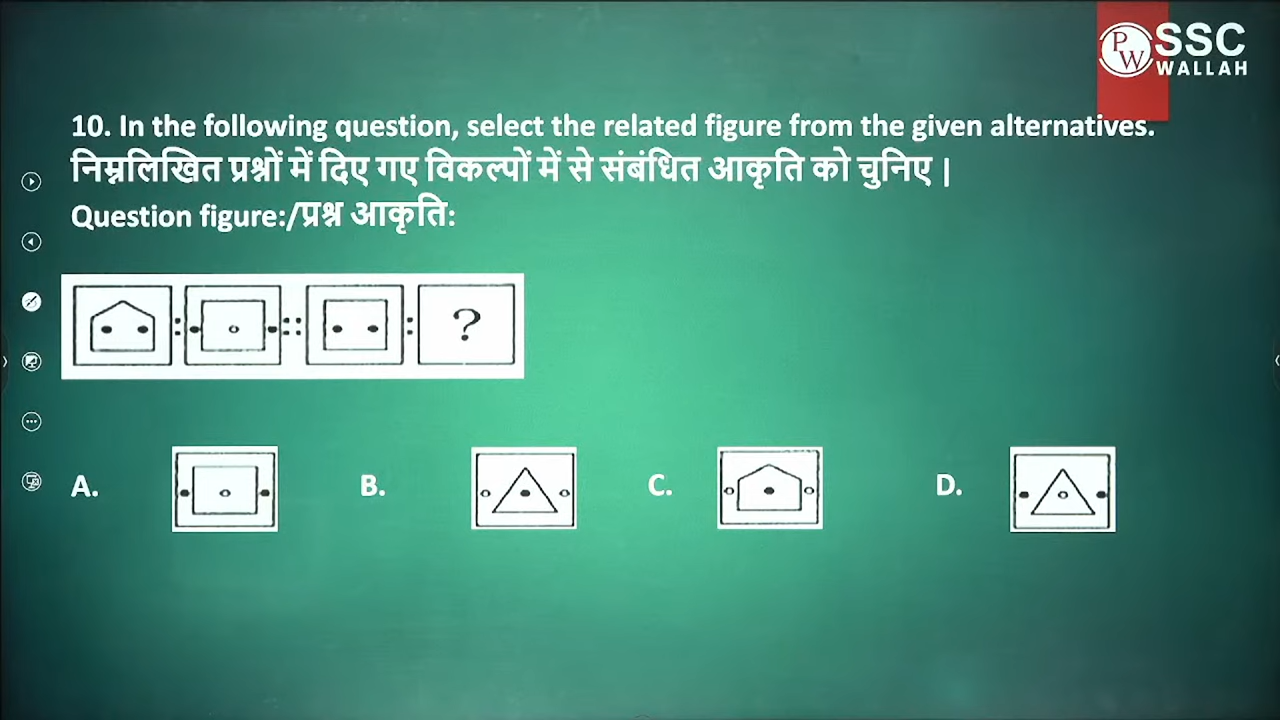 PW SSC
WALLAH
10. In the following question, select the related figure from the given alternatives.
निम्नलिखित प्रश्नों में दिए गए विकल्पों में से संबंधित आकृति को चुनिए |
Question figure:/प्रश्न आकृति:
: :: : ?
A. B. C. D.